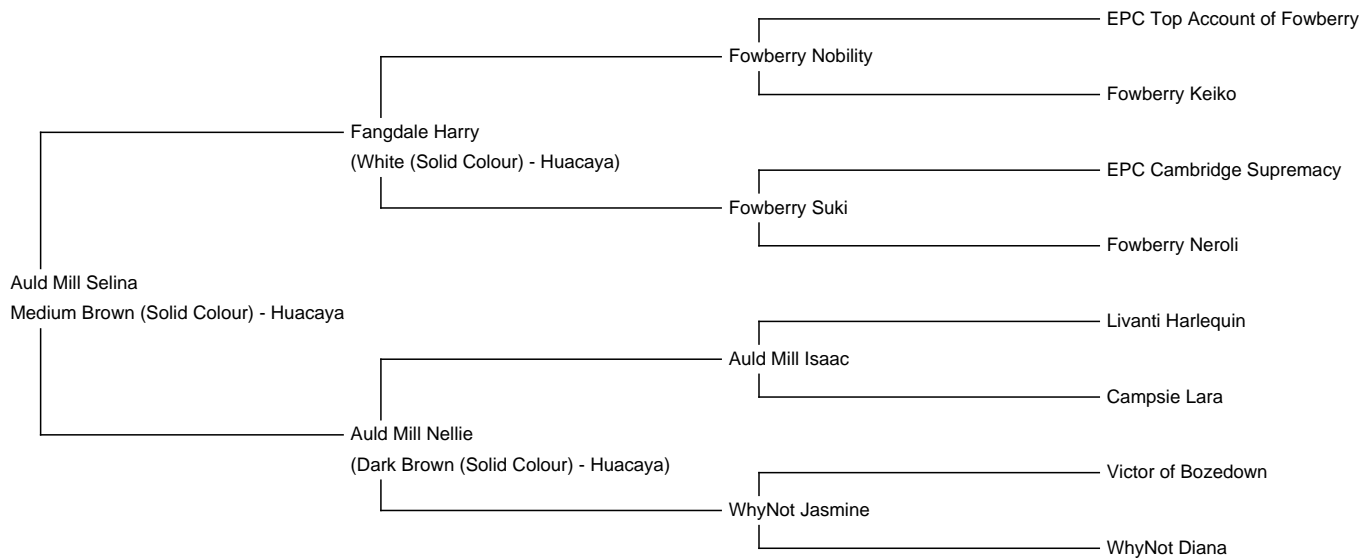 EPC Top Account of Fowberry
Fowberry Nobility
Fowberry Keiko
Fangdale Harry
(White (Solid Colour) - Huacaya)
EPC Cambridge Supremacy
Fowberry Suki
Fowberry Neroli
Auld Mill Selina
Medium Brown (Solid Colour) - Huacaya
Livanti Harlequin
Auld Mill Isaac
Campsie Lara
Auld Mill Nellie
(Dark Brown (Solid Colour) - Huacaya)
Victor of Bozedown
WhyNot Jasmine
WhyNot Diana